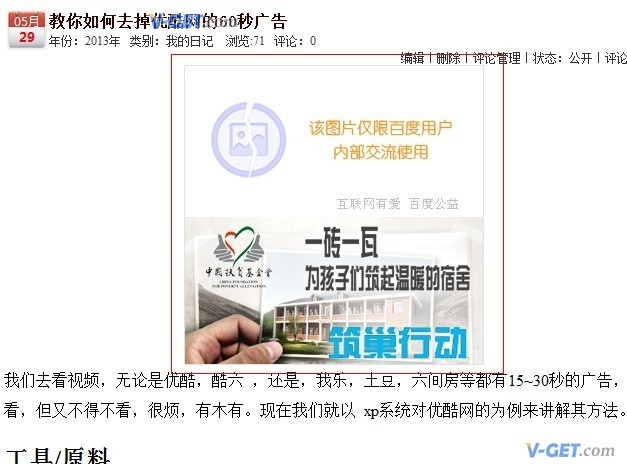 05月
29
教你如何去掉优酷网的60秒广告
V-GET.com
年份：2013年 类别：我的日记 浏览:71 评论：0
编辑|删除|评论管理|状态：公开|评论
该图片仅限百度用户
内部交流使用
互联网有爱 百度公益
中国扶贫基金会
CHINA FOUNDATION
FOR POVERTY ALLEVIATION
一砖一瓦
为孩子们筑起温暖的宿舍
筑巢行动
我们去看视频，无论是优酷，酷六 ，还是，我乐，土豆，六间房等都有15~30秒的广告，
看，但又不得不看，很烦，有木有。现在我们就以 xp系统对优酷网的为例来讲解其方法。
工具/原料
V-GET.com